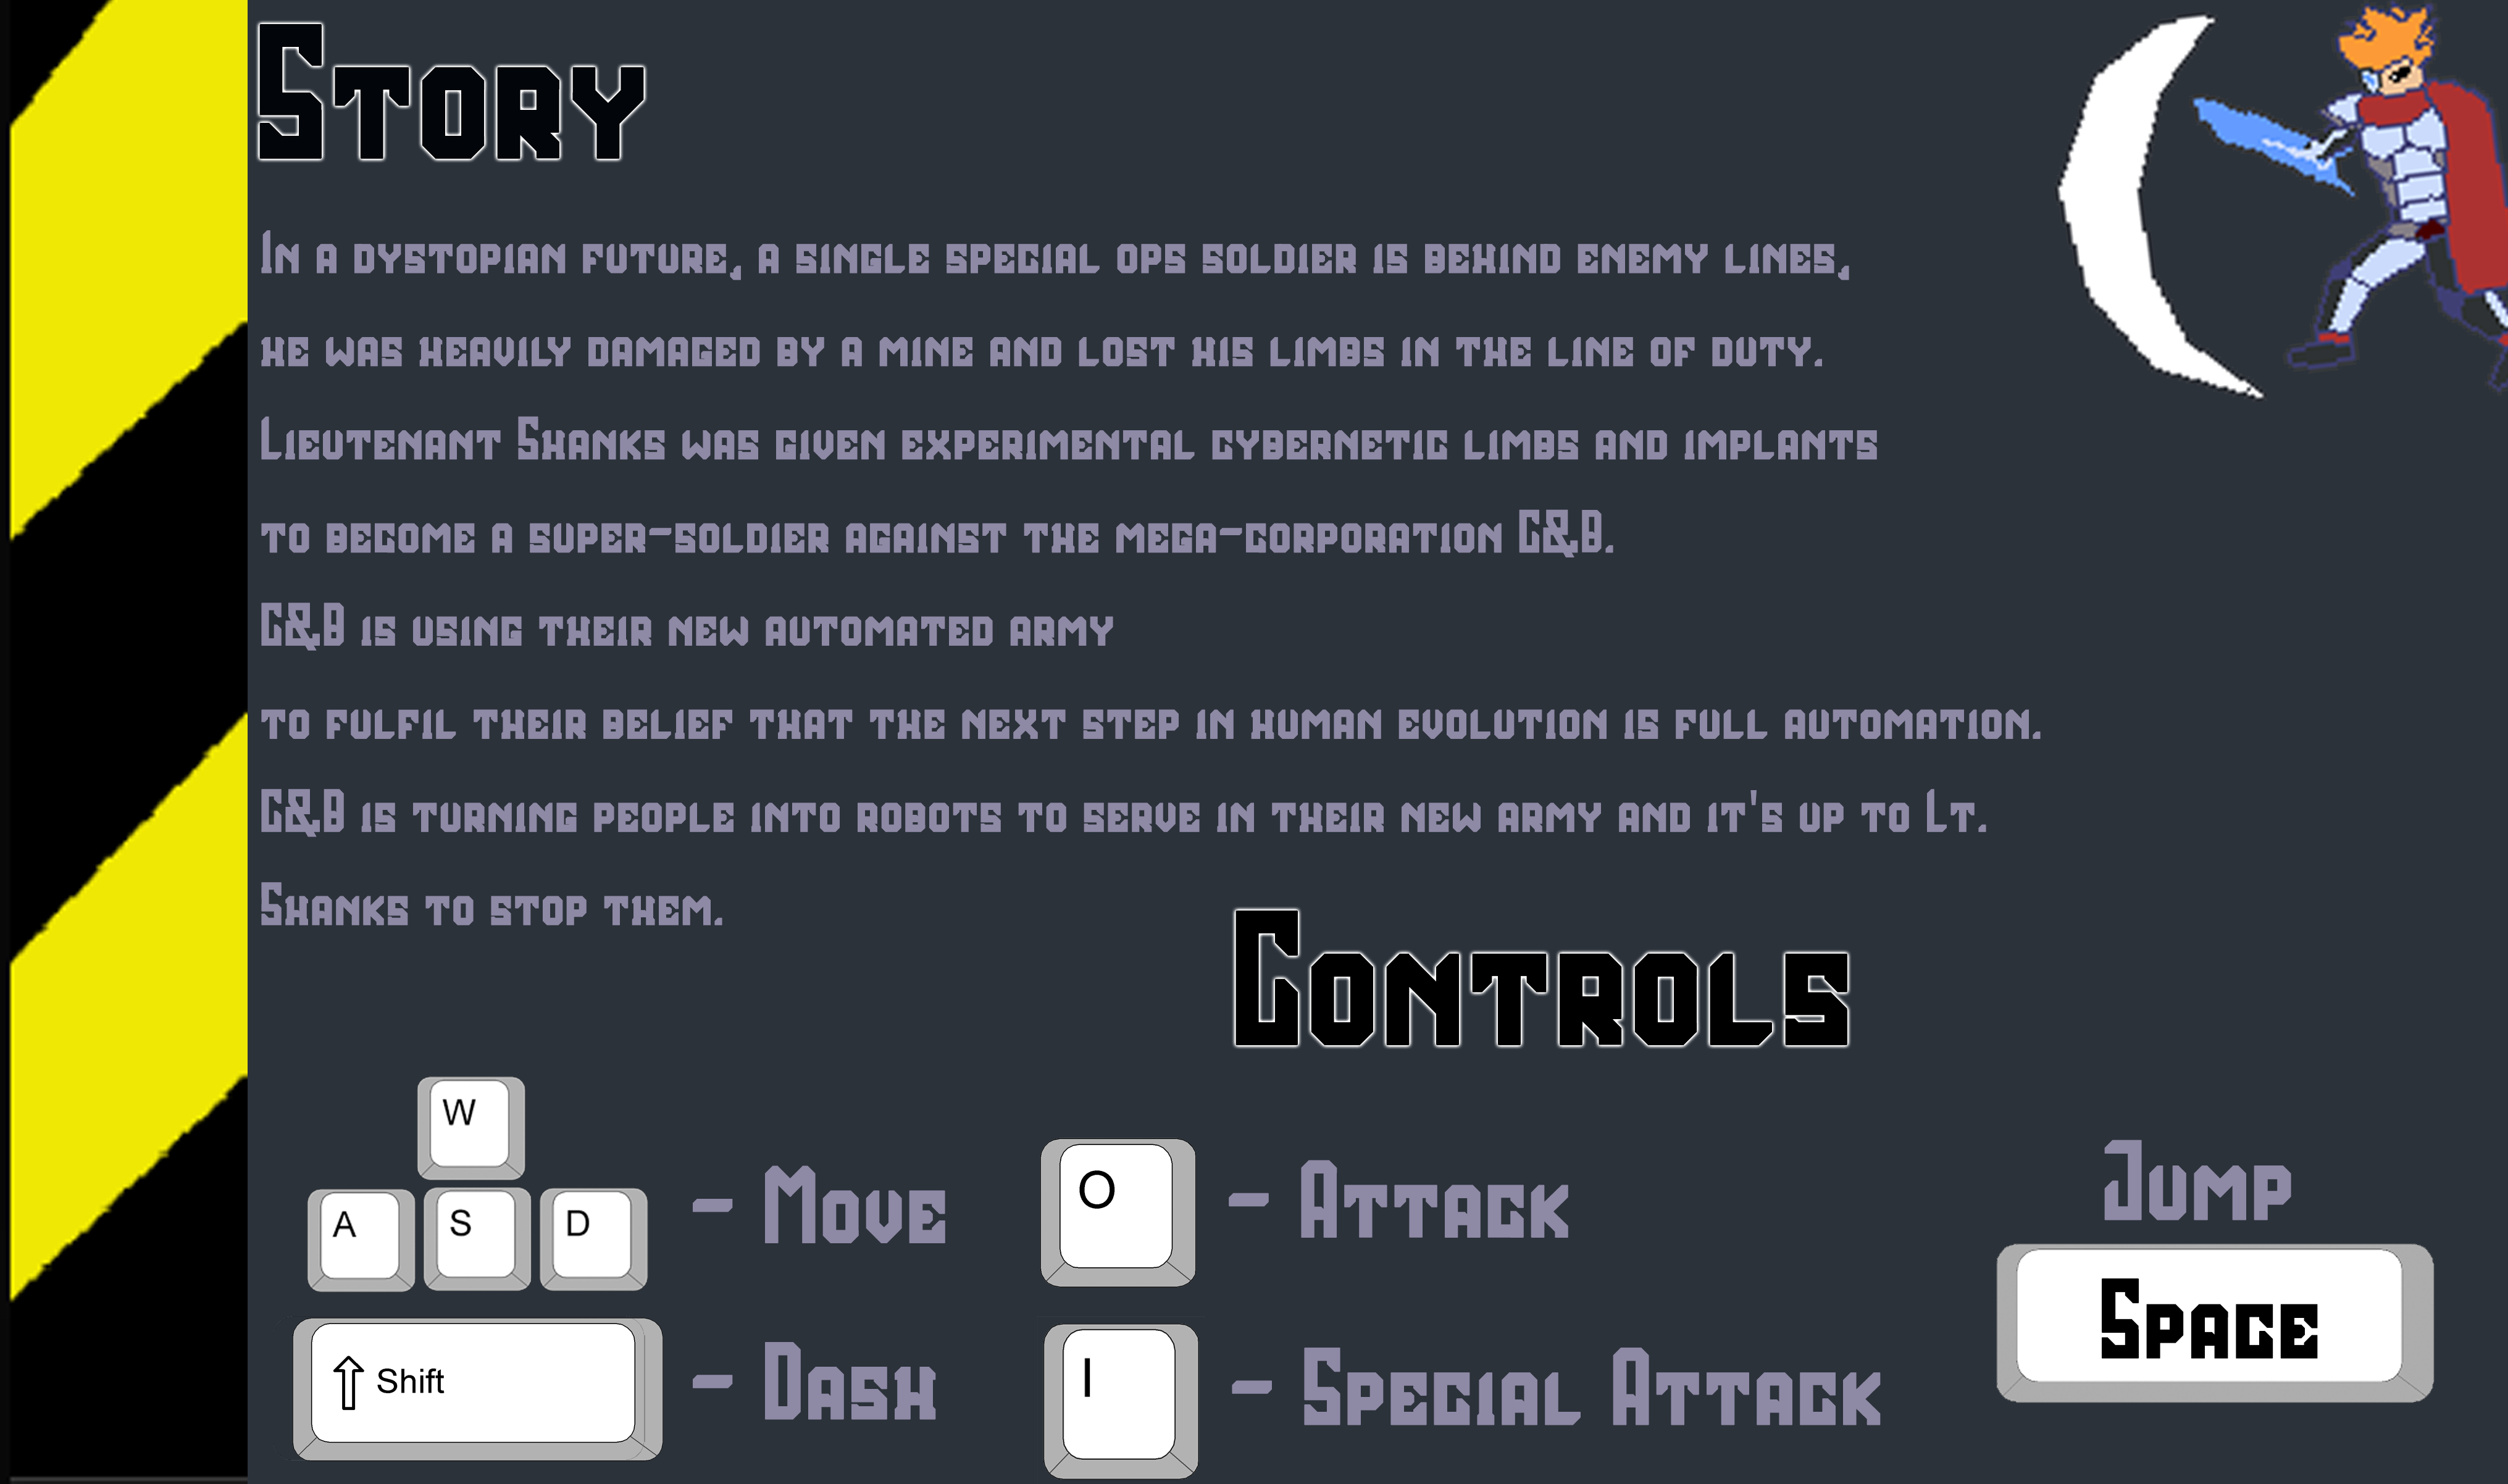 Story
In a dystopian future, a single special ops soldier is behind enemy lines,
he was heavily damaged by a mine and lost his limbs in the line of duty.
Lieutenant Shanks was given experimental cybernetic limbs and implants
to become a super-soldier against the mega-corporation C&B.
C&B is using their new automated army
to fulfil their belief that the next step in human evolution is full automation.
C&B is turning people into robots to serve in their new army and it's up to Lt.
Shanks to stop them.
Controls
W
A S D - Move
O - Attack
Jump
Space
Shift - Dash
I - Special Attack